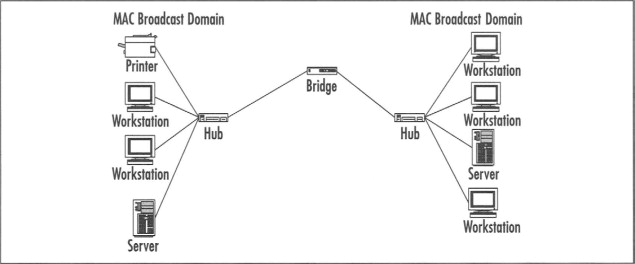 MAC Broadcast Domain
MAC Broadcast Domain
Printer
Workstation
Bridge
Workstation
Hub
Hub
Workstation
Workstation
Server
Server
Workstation